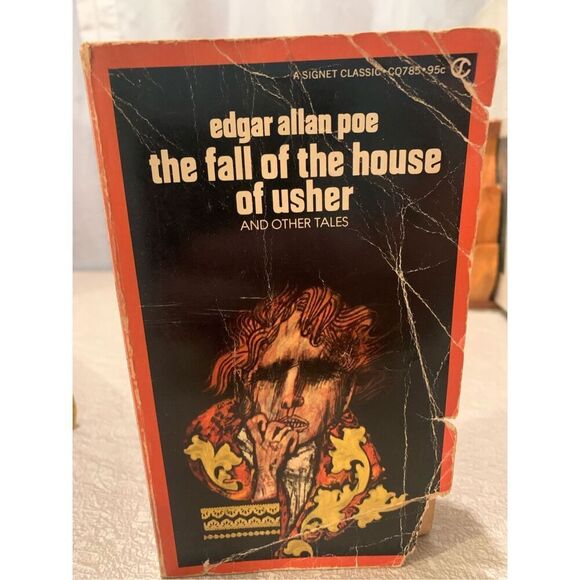 A SIGNET CLASSIC • CQ785 • 95c
edgar allan poe
the fall of the house
of usher
AND OTHER TALES